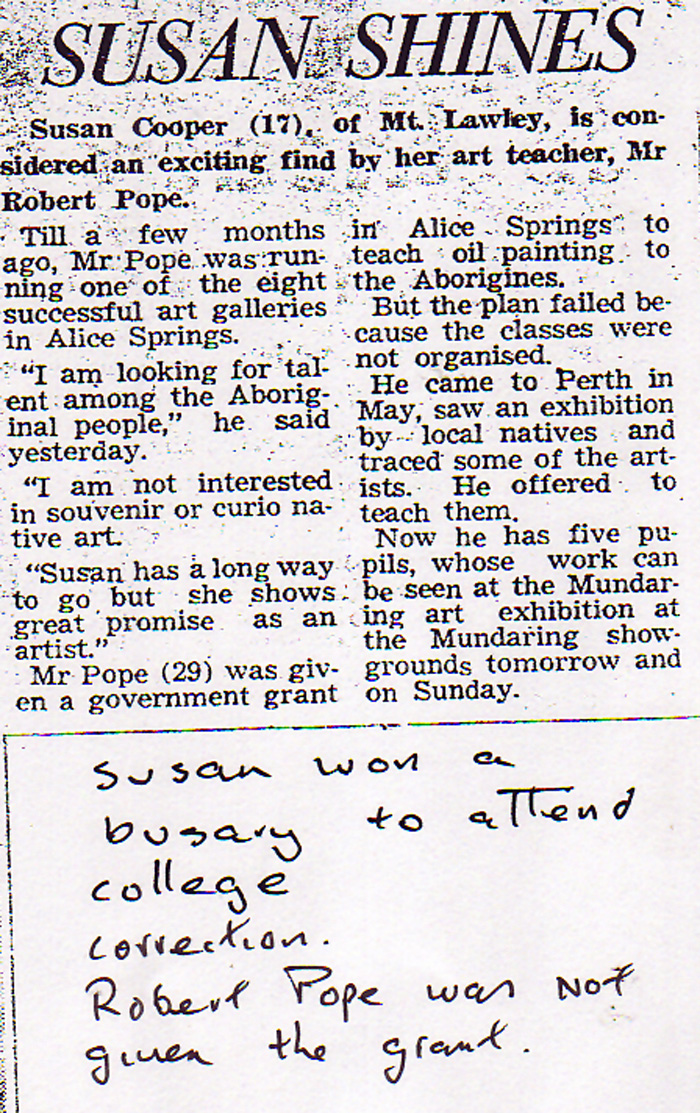 SUSAN SHINES
Susan Cooper (17), of Mt. Lawley, is con-
sidered an exciting find by her art teacher, Mr
Robert Pope.
Till a few months
ago, Mr Pope was run-
ning one of the eight
successful art galleries
in Alice Springs.
"I am looking for tal-
ent among the Aborig-
inal people," he said
yesterday.
"I am not interested
in souvenir or curio na-
tive art.
"Susan has a long way
to go but she shows
great promise as an
artist."
Mr Pope (29) was giv-
en a government grant
in Alice Springs to
teach oil painting to
the Aborigines.
But the plan failed be-
cause the classes were
not organised.
He came to Perth in
May, saw an exhibition
by local natives and
traced some of the art-
ists. He offered to
teach them.
Now he has five pu-
pils, whose work can
be seen at the Mundar-
ing art exhibition at
the Mundaring show-
grounds tomorrow and
on Sunday.
Susan won a
busary to attend
college
correction.
Robert Pope was NOT
given the grant.